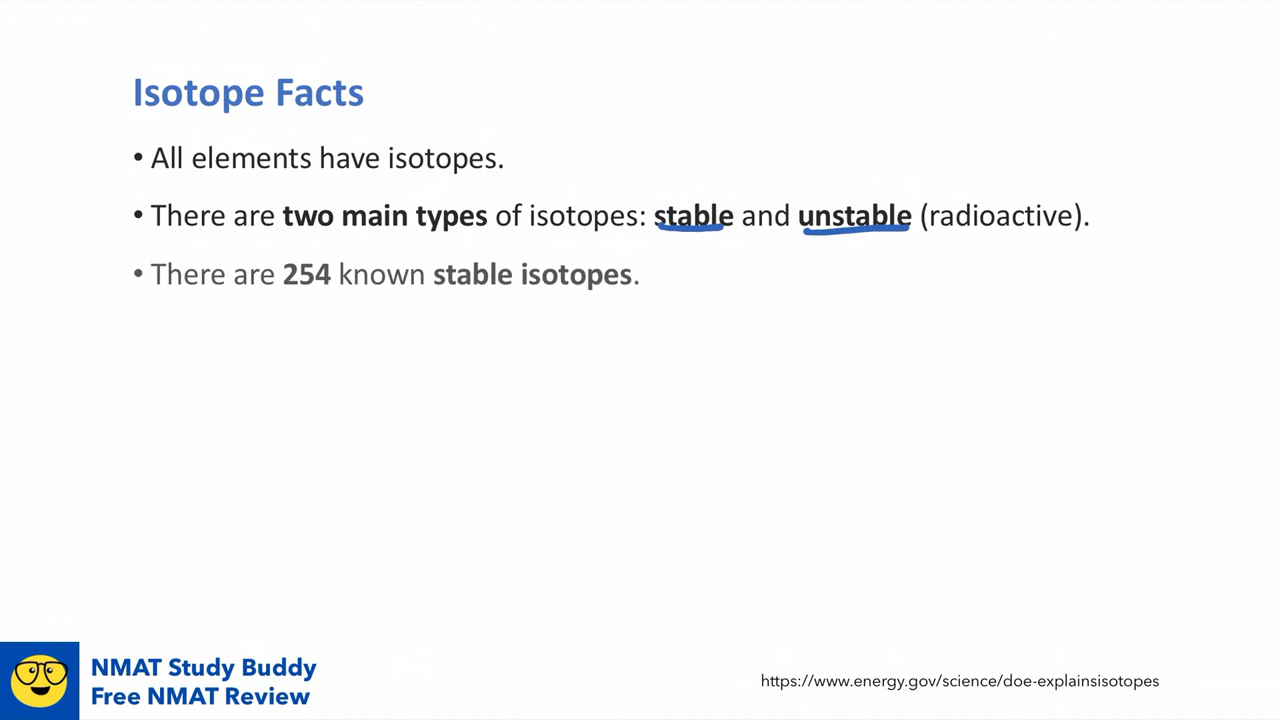 Isotope Facts
• All elements have isotopes.
• There are two main types of isotopes: stable and unstable (radioactive).
• There are 254 known stable isotopes.
NMAT Study Buddy
Free NMAT Review
https://www.energy.gov/science/doe-explainsisotopes